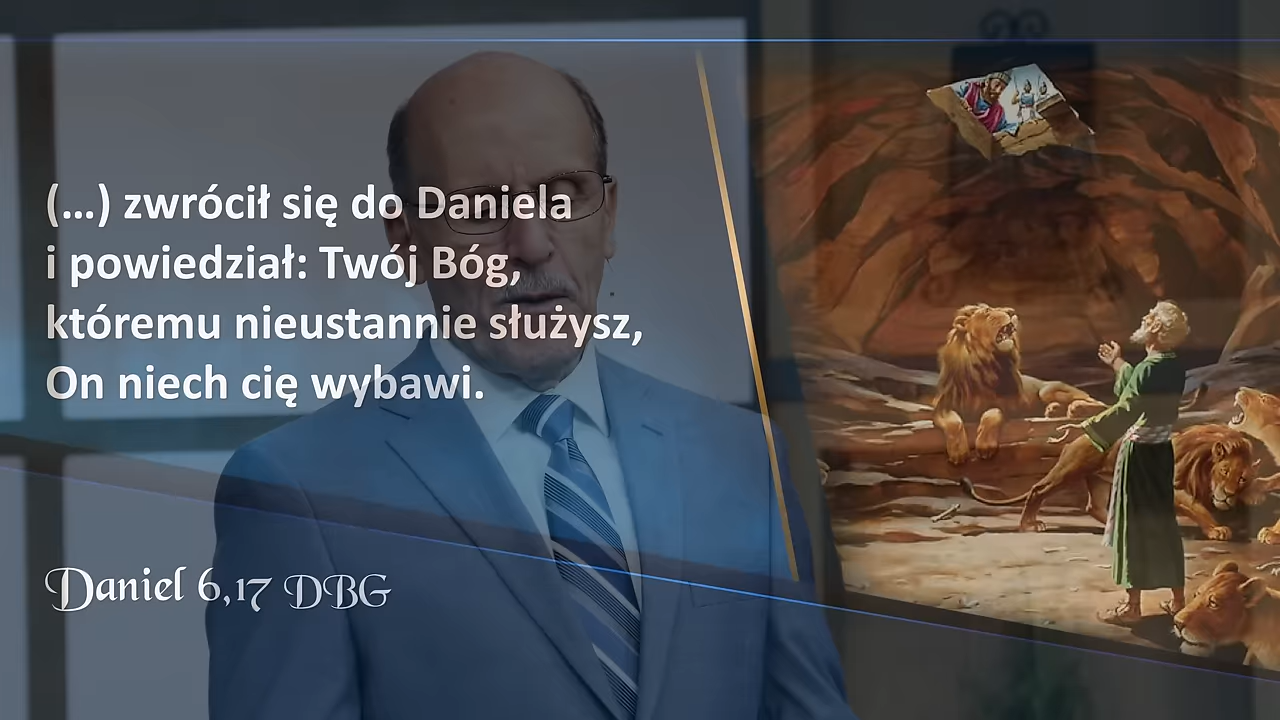 (...) zwrócił się do Daniela
i powiedział: Twój Bóg,
któremu nieustannie służysz,
On niech cię wybawi.
Daniel 6,17 DBG